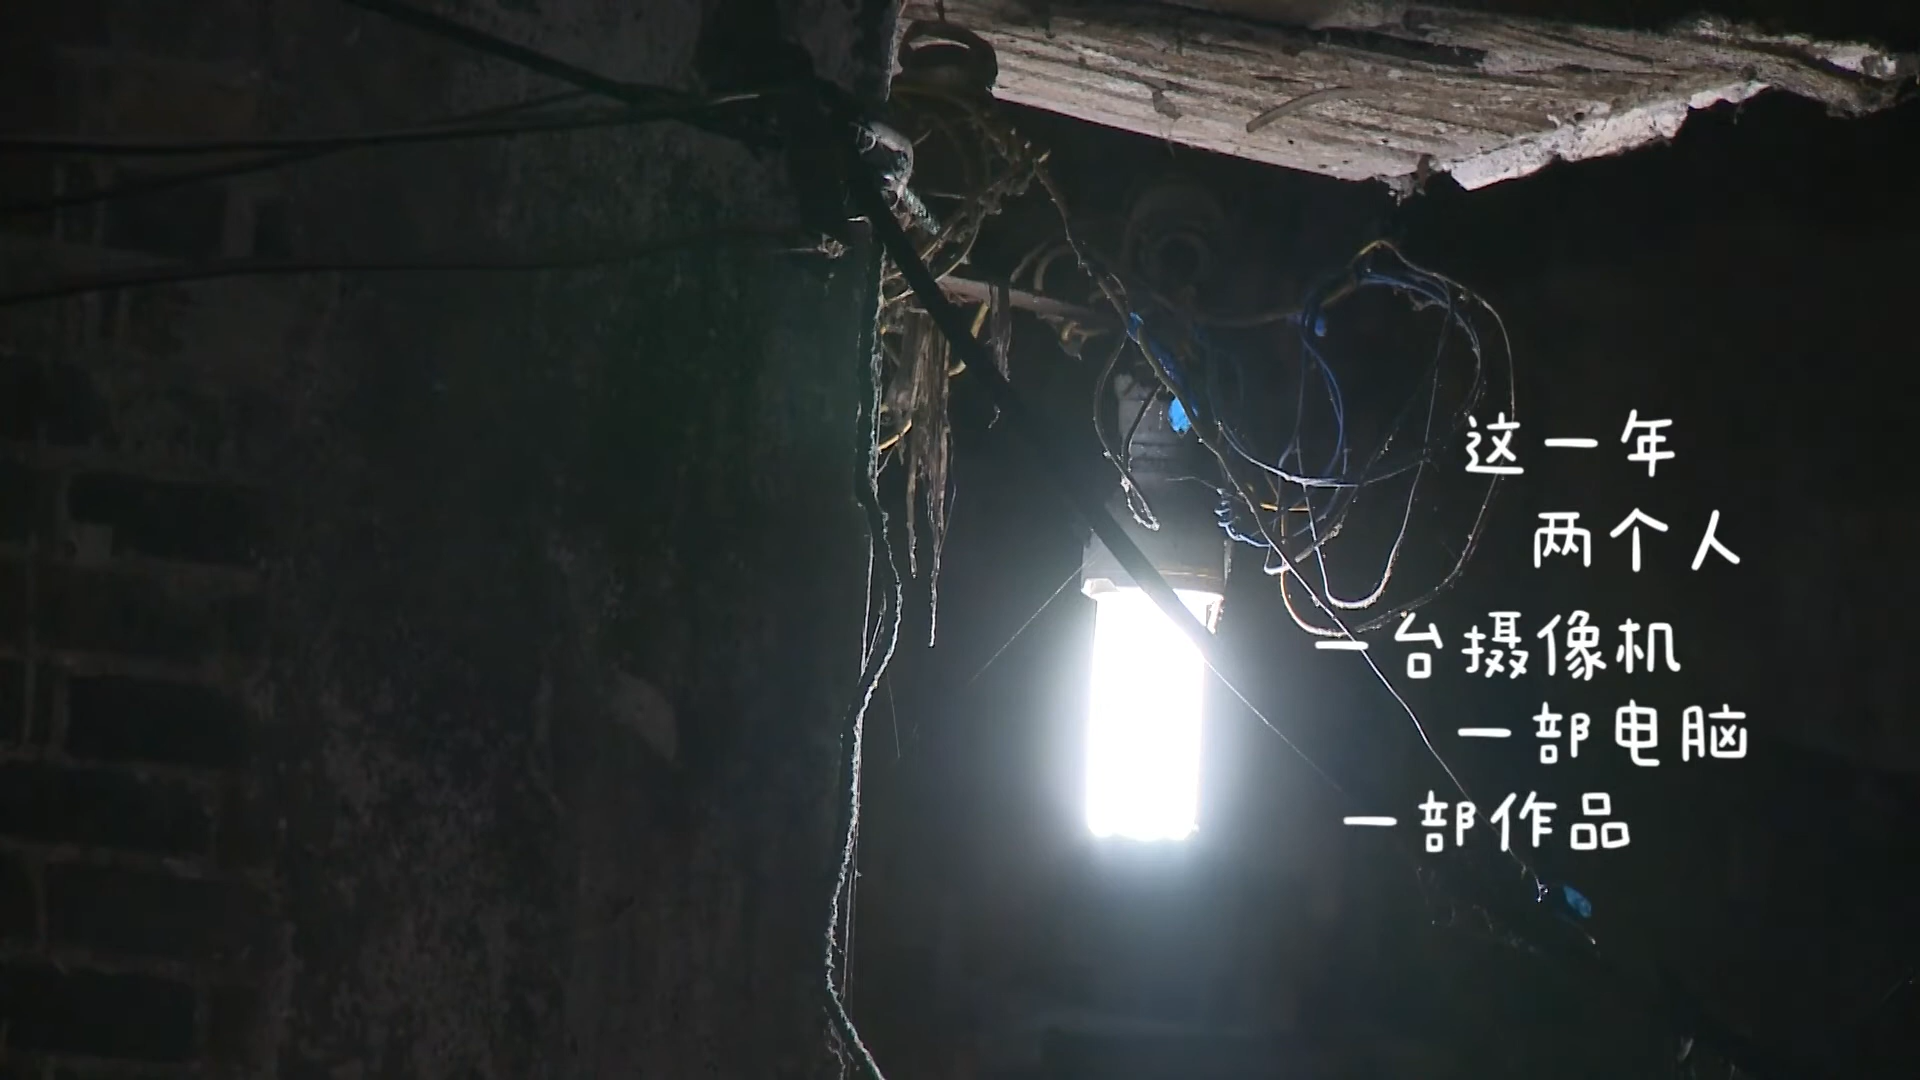 这一年
两个人
一台摄像机
一部电脑
一部作品